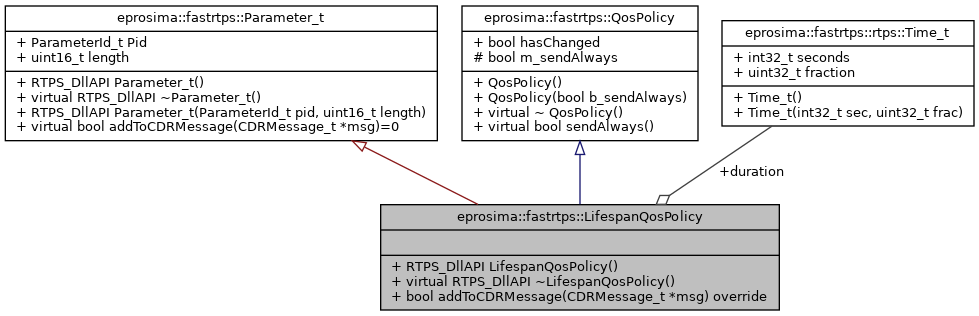 eprosima::fastrtps::Parameter_t
+ ParameterId_t Pid
+ uint16_t length
+ RTPS_DllAPI Parameter_t()
+ virtual RTPS_DllAPI ~Parameter_t()
+ RTPS_DllAPI Parameter_t(ParameterId_t pid, uint16_t length)
+ virtual bool addToCDRMessage(CDRMessage_t *msg)=0
eprosima::fastrtps::QosPolicy
+ bool hasChanged
# bool m_sendAlways
+ QosPolicy()
+ QosPolicy(bool b_sendAlways)
+ virtual ~ QosPolicy()
+ virtual bool sendAlways()
eprosima::fastrtps::rtps::Time_t
+ int32_t seconds
+ uint32_t fraction
+ Time_t()
+ Time_t(int32_t sec, uint32_t frac)
+duration
eprosima::fastrtps::LifespanQosPolicy
+ RTPS_DllAPI LifespanQosPolicy()
+ virtual RTPS_DllAPI ~LifespanQosPolicy()
+ bool addToCDRMessage(CDRMessage_t *msg) override